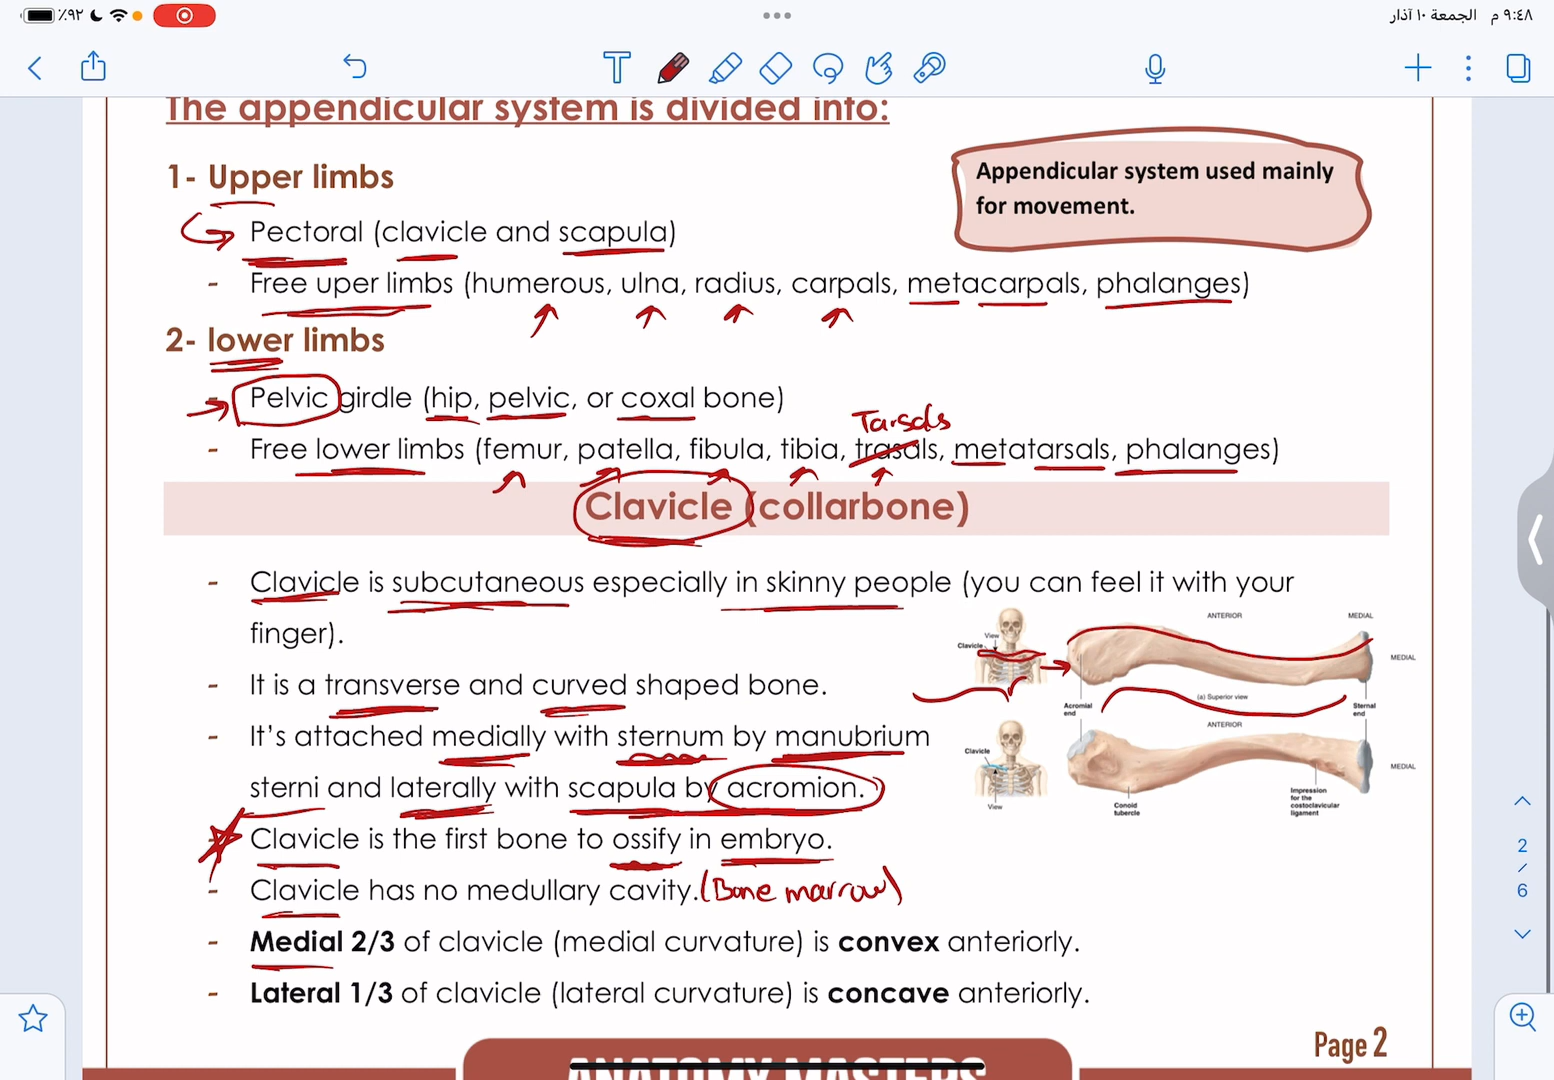 ٪٩٢
٩:٤٨ م الجمعة ١٠ آذار
The appendicular system is divided into:
1- Upper limbs
Pectoral (clavicle and scapula)
- Free uper limbs (humerous, ulna, radius, carpals, metacarpals, phalanges)
Appendicular system used mainly
for movement.
2- lower limbs
- Pelvic girdle (hip, pelvic, or coxal bone)
Tarsals
- Free lower limbs (femur, patella, fibula, tibia, trasals, metatarsals, phalanges)
Clavicle (collarbone)
- Clavicle is subcutaneous especially in skinny people (you can feel it with your
finger).
- It is a transverse and curved shaped bone.
- It's attached medially with sternum by manubrium
sterni and laterally with scapula by acromion.
- Clavicle is the first bone to ossify in embryo.
- Clavicle has no medullary cavity. (Bone marrow)
- Medial 2/3 of clavicle (medial curvature) is convex anteriorly.
- Lateral 1/3 of clavicle (lateral curvature) is concave anteriorly.
View
Clavicle
ANTERIOR
MEDIAL
MEDIAL
(a) Superior view
Acromial
end
Sternal
end
ANTERIOR
Clavicle
View
MEDIAL
Conoid
tubercle
Impression
for the
costoclavicular
ligament
2
/
6
Page 2
ANATOMY MASTERS